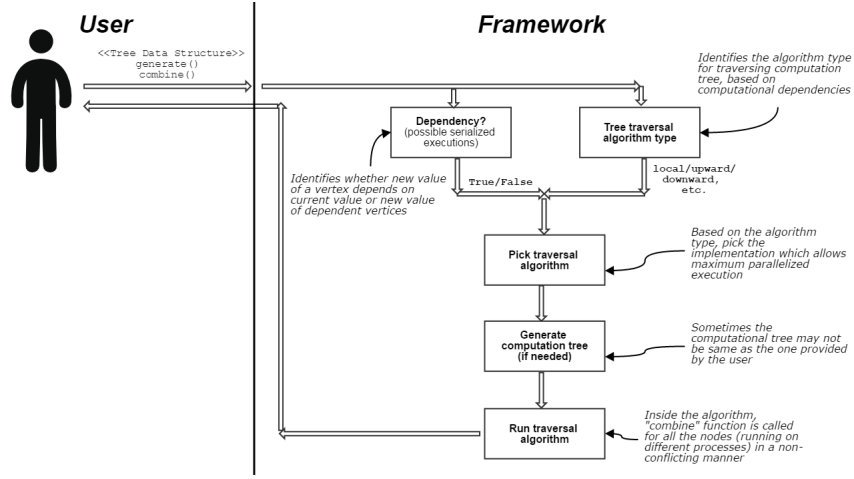 User
Framework
<<Tree Data Structure>>
generate()
combine()
Identifies the algorithm type
for traversing computation
tree, based on
computational dependencies
Dependency?
(possible serialized
executions)
Tree traversal
algorithm type
Identifies whether new value
of a vertex depends on
current value or new value
of dependent vertices
True/False
local/upward/
downward,
etc.
Pick traversal
algorithm
Based on the algorithm
type, pick the
implementation which allows
maximum parallelized
execution
Generate
computation tree
(if needed)
Sometimes the
computational tree may not
be same as the one provided
by the user
Run traversal
algorithm
Inside the algorithm,
"combine" function is called
for all the nodes (running on
different processes) in a non-
conflicting manner